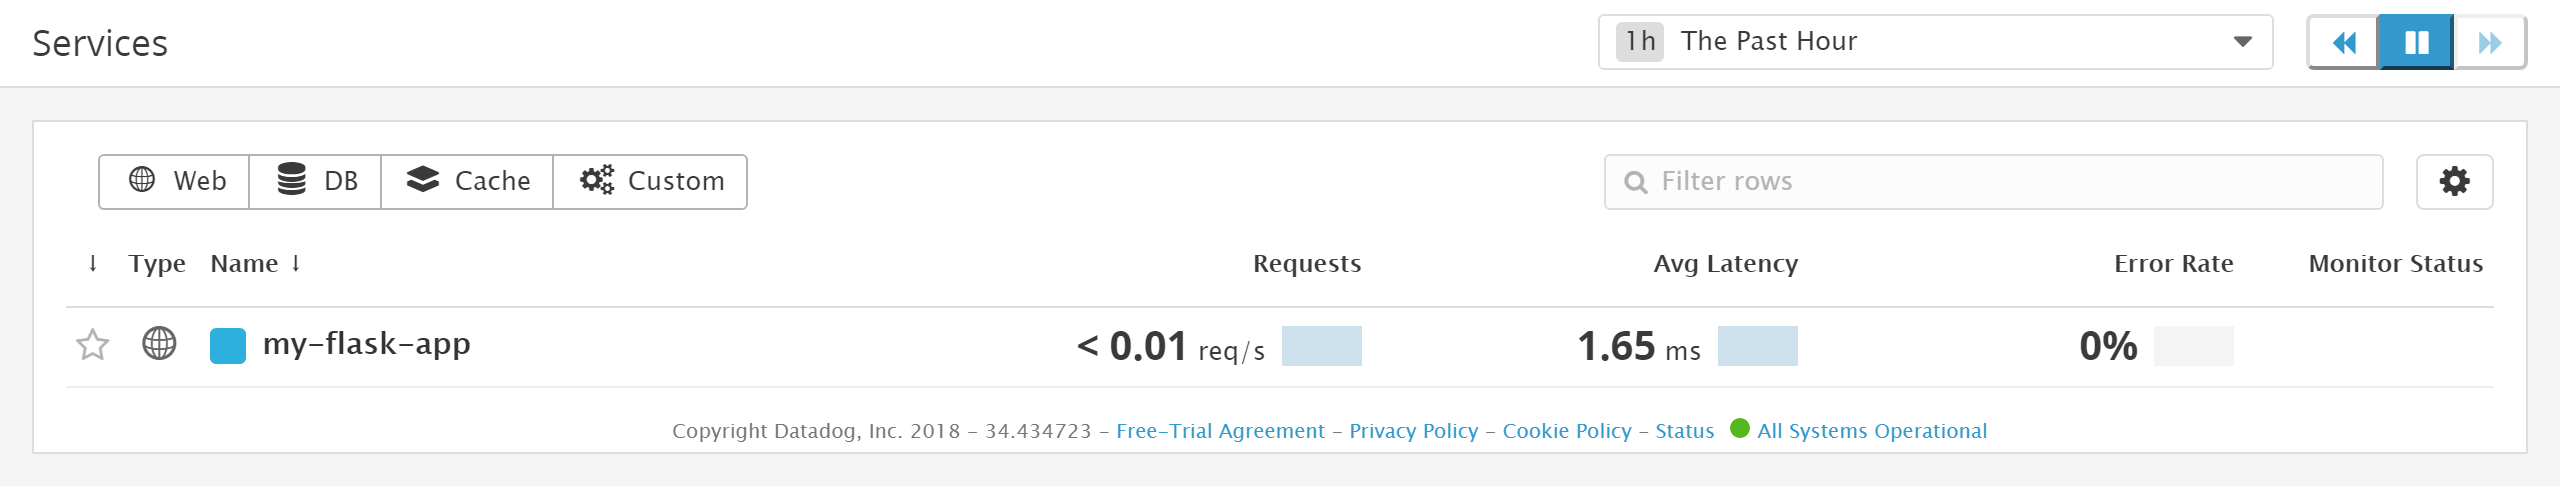 Services
1h The Past Hour
Web DB Cache Custom
Filter rows
↓ Type Name ↓ Requests Avg Latency Error Rate Monitor Status
my-flask-app < 0.01 req/s 1.65 ms 0%
Copyright Datadog, Inc. 2018 - 34.434723 - Free-Trial Agreement - Privacy Policy - Cookie Policy - Status All Systems Operational